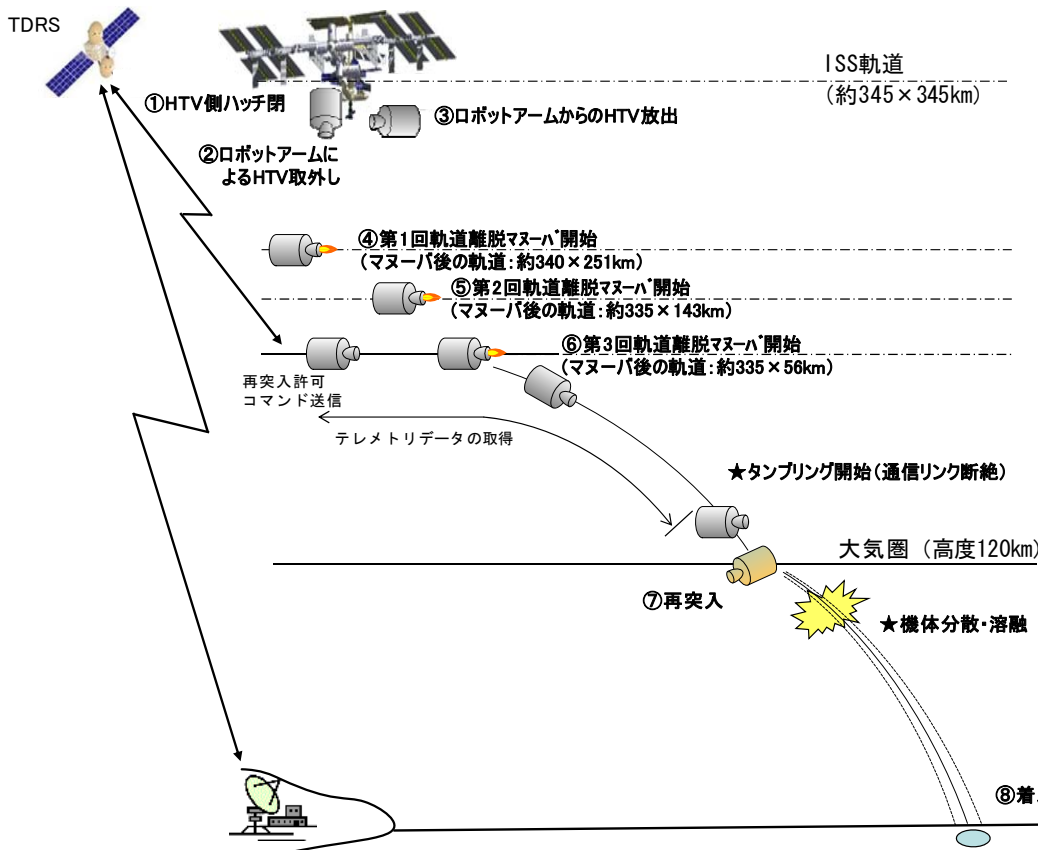 TDRS
ISS軌道
(約345×345km)
①HTV側ハッチ閉
③ロボットアームからのHTV放出
②ロボットアームに
よるHTV取外し
④第1回軌道離脱マヌーバ開始
(マヌーバ後の軌道:約340×251km)
⑤第2回軌道離脱マヌーバ開始
(マヌーバ後の軌道:約335×143km)
⑥第3回軌道離脱マヌーバ開始
(マヌーバ後の軌道:約335×56km)
再突入許可
コマンド送信
テレメトリデータの取得
★タンブリング開始(通信リンク断絶)
大気圏(高度120km)
⑦再突入
★機体分散・溶融
⑧着